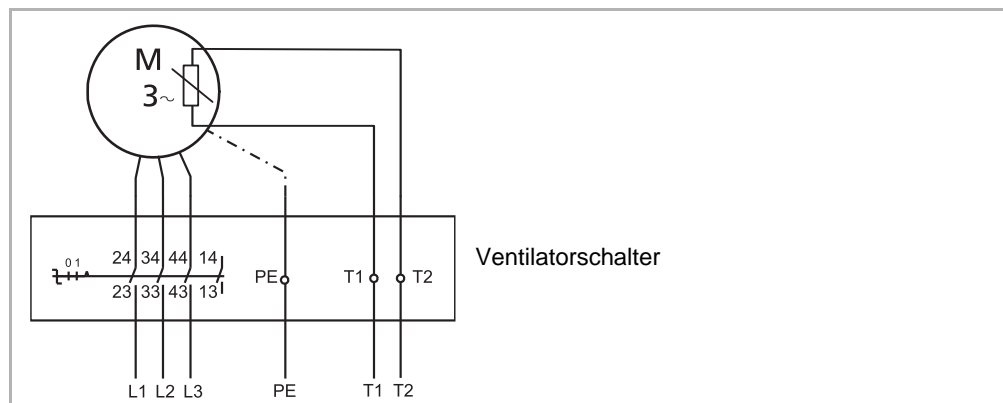 M
3~
0 1
24 34 44 14
23 33 43 13
PE
T1
T2
Ventilatorschalter
L1 L2 L3
PE
T1 T2